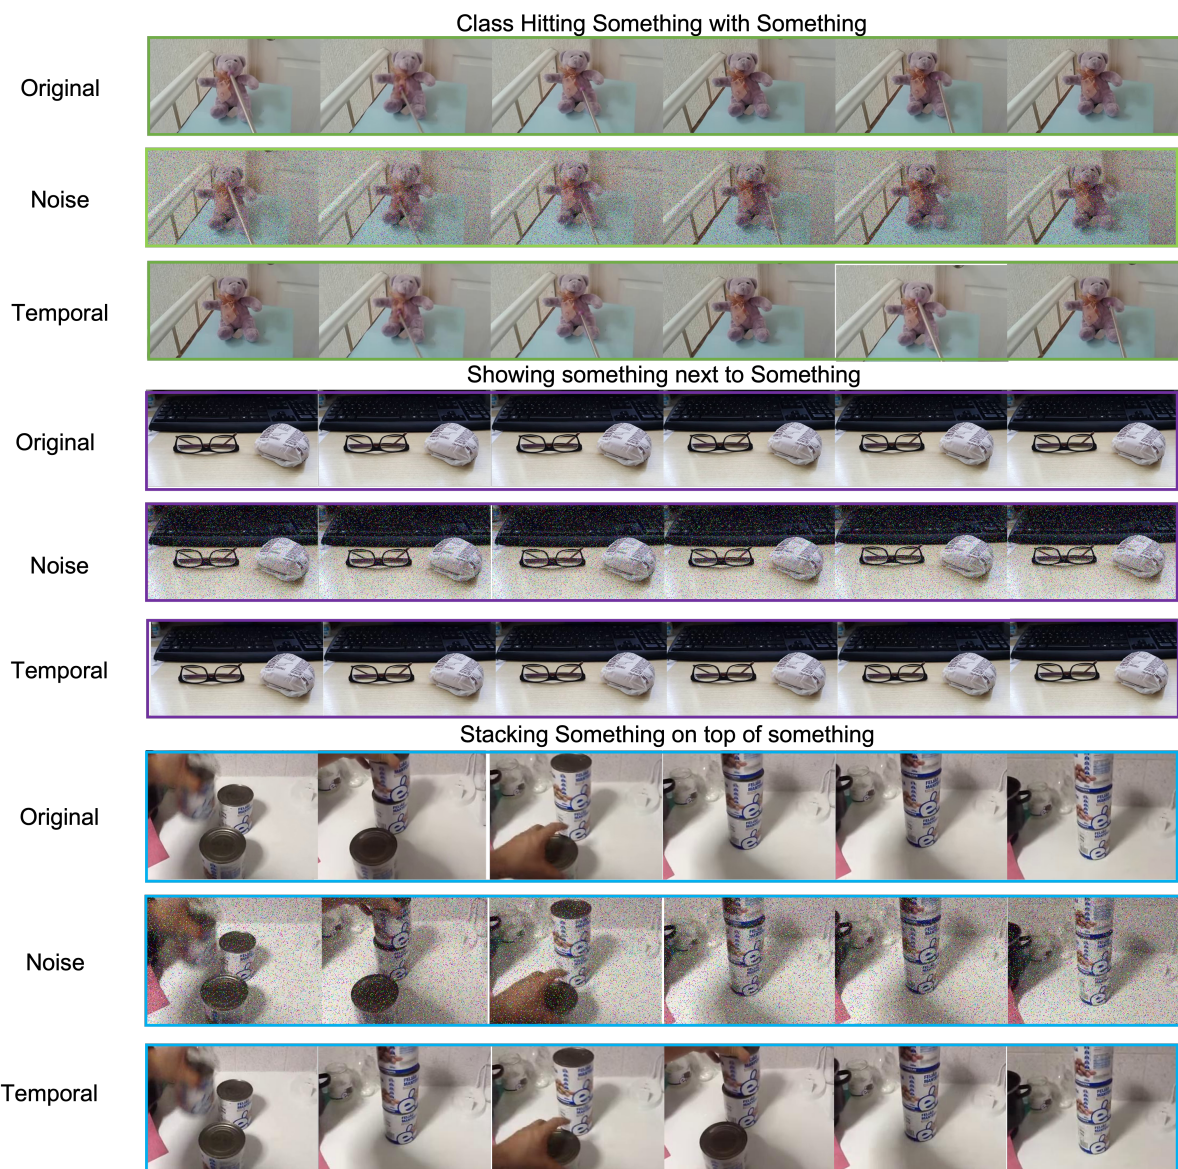 Class Hitting Something with Something
Original
Noise
Temporal
Showing something next to Something
Original
Noise
Temporal
Stacking Something on top of something
Original
Noise
Temporal